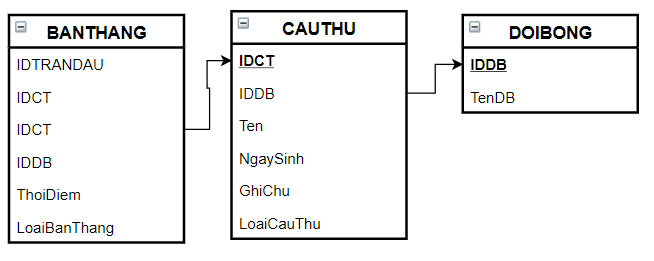 BANTHANG
IDTRANDAU
IDCT
IDCT
IDDB
ThoiDiem
LoaiBanThang
CAUTHU
IDCT
IDDB
Ten
NgaySinh
GhiChu
LoaiCauThu
DOIBONG
IDDB
TenDB